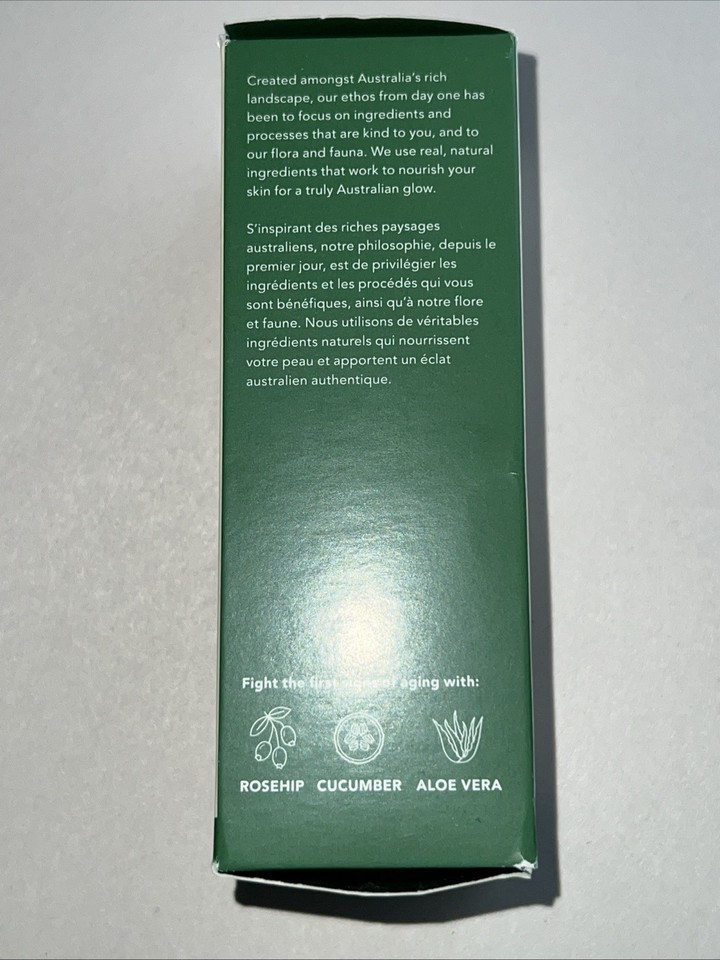 Created amongst Australia's rich
landscape, our ethos from day one has
been to focus on ingredients and
processes that are kind to you, and to
our flora and fauna. We use real, natural
ingredients that work to nourish your
skin for a truly Australian glow.
S'inspirant des riches paysages
australiens, notre philosophie, depuis le
premier jour, est de privilégier les
ingrédients et les procédés qui vous
sont bénéfiques, ainsi qu'à notre flore
et faune. Nous utilisons de véritables
ingrédients naturels qui nourrissent
votre peau et apportent un éclat
australien authentique.
Fight the first signs of aging with:
ROSEHIP CUCUMBER ALOE VERA